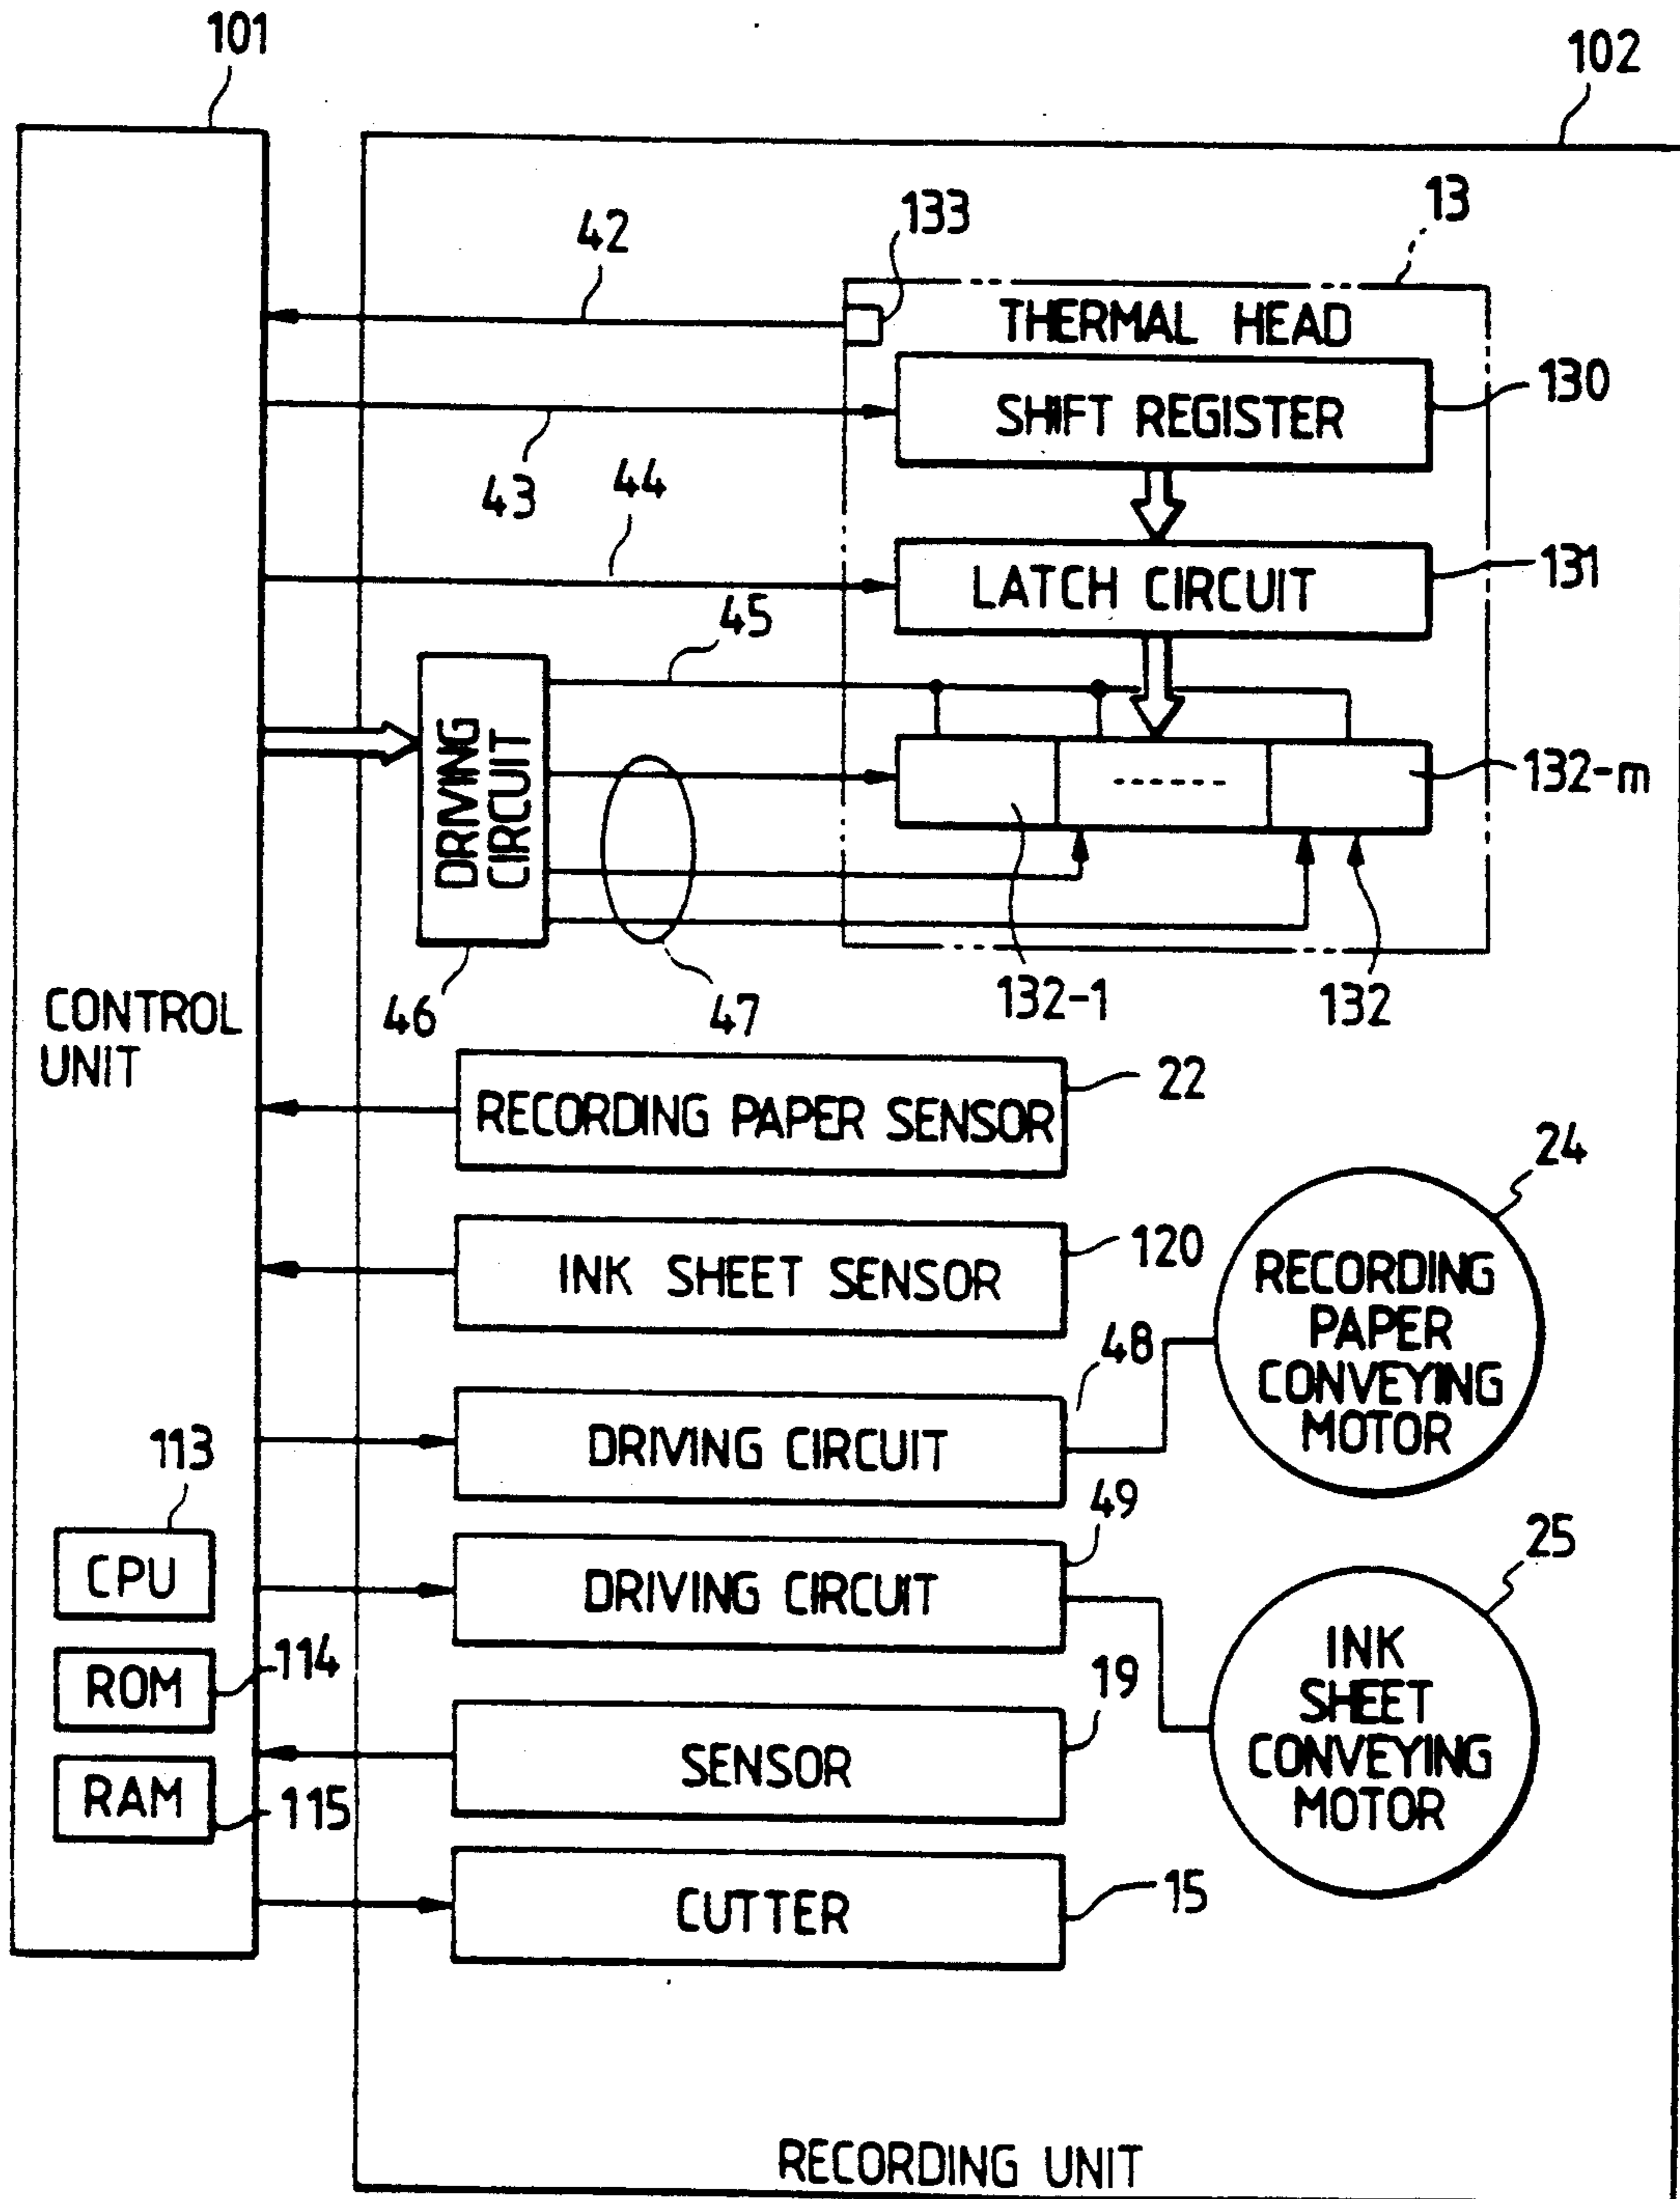 101
102
13
133
42
THERMAL HEAD
SHIFT REGISTER
130
43
44
LATCH CIRCUIT
131
45
DRIVING
CIRCUIT
------
132-m
46
47
132-1
132
CONTROL
UNIT
RECORDING PAPER SENSOR
22
INK SHEET SENSOR
120
24
RECORDING
PAPER
CONVEYING
MOTOR
48
DRIVING CIRCUIT
113
CPU
49
DRIVING CIRCUIT
25
INK
SHEET
CONVEYING
MOTOR
ROM
114
19
SENSOR
RAM
115
CUTTER
15
RECORDING UNIT